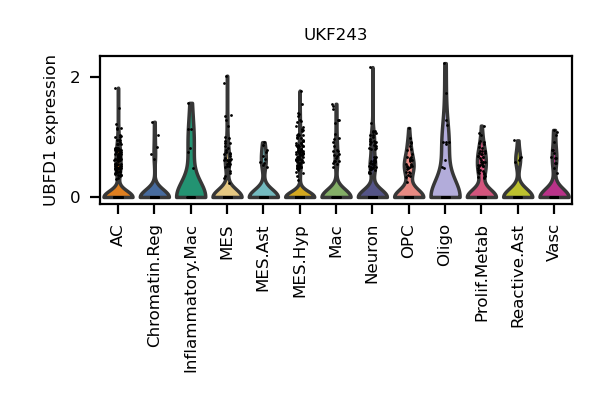 UKF243
UBFD1 expression
2
0
AC
Chromatin.Reg
Inflammatory.Mac
MES
MES.Ast
MES.Hyp
Mac
Neuron
OPC
Oligo
Prolif.Metab
Reactive.Ast
Vasc